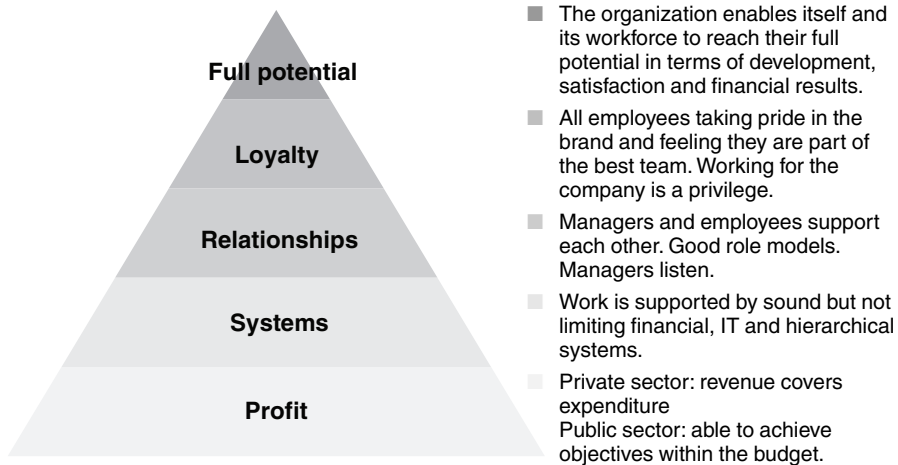 Full potential
Loyalty
Relationships
Systems
Profit
The organization enables itself and
its workforce to reach their full
potential in terms of development,
satisfaction and financial results.
All employees taking pride in the
brand and feeling they are part of
the best team. Working for the
company is a privilege.
Managers and employees support
each other. Good role models.
Managers listen.
Work is supported by sound but not
limiting financial, IT and hierarchical
systems.
Private sector: revenue covers
expenditure
Public sector: able to achieve
objectives within the budget.